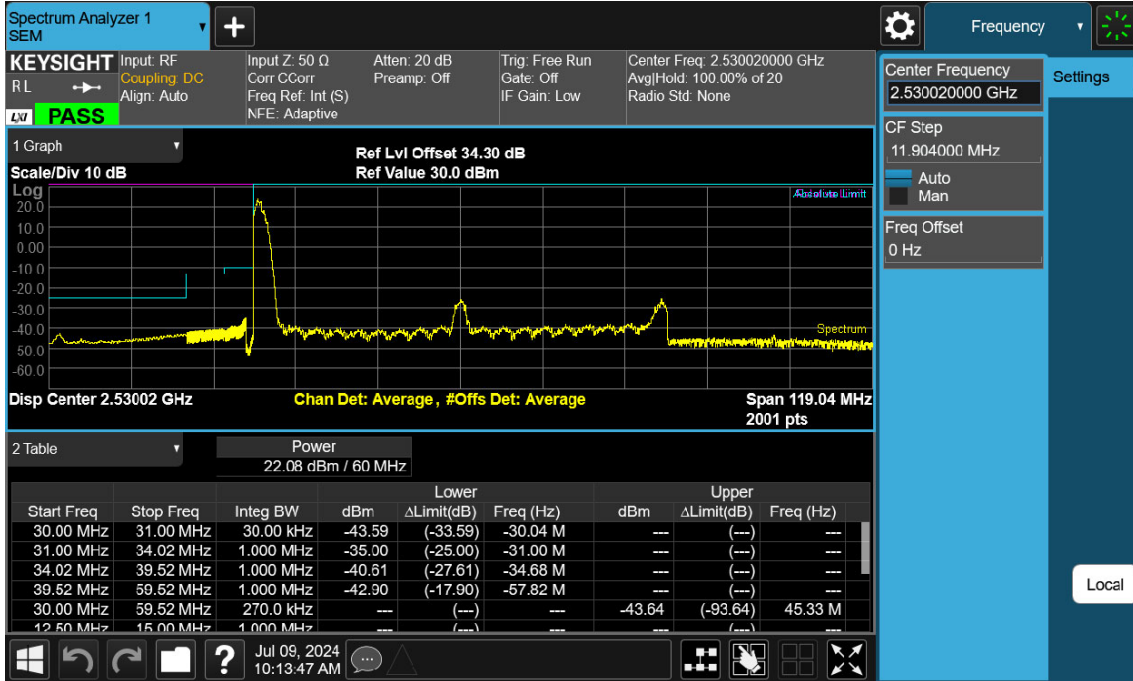 Spectrum Analyzer 1
SEM
Frequency
KEYSIGHT
RL
LXI
PASS
Input: RF
Coupling: DC
Align: Auto
Input Z: 50 Ω
Corr CCorr
Freq Ref: Int (S)
NFE: Adaptive
Atten: 20 dB
Preamp: Off
Trig: Free Run
Gate: Off
IF Gain: Low
Center Freq: 2.530020000 GHz
Avg|Hold: 100.00% of 20
Radio Std: None
Center Frequency
2.530020000 GHz
Settings
CF Step
11.904000 MHz
Auto
Man
Freq Offset
0 Hz
Local
1 Graph
Scale/Div 10 dB
Ref Lvl Offset 34.30 dB
Ref Value 30.0 dBm
Log
20.0
10.0
0.00
-10.0
-20.0
-30.0
-40.0
50.0
-60.0
Spectrum
Disp Center 2.53002 GHz
Chan Det: Average, #Offs Det: Average
Span 119.04 MHz
2001 pts
2 Table
Power
22.08 dBm / 60 MHz
Lower Upper
Start Freq Stop Freq Integ BW dBm ΔLimit(dB) Freq (Hz) dBm ΔLimit(dB) Freq (Hz)
30.00 MHz 31.00 MHz 30.00 kHz -43.59 (-33.59) -30.04 M --- (---) ---
31.00 MHz 34.02 MHz 1.000 MHz -35.00 (-25.00) -31.00 M --- (---) ---
34.02 MHz 39.52 MHz 1.000 MHz -40.61 (-27.61) -34.68 M --- (---) ---
39.52 MHz 59.52 MHz 1.000 MHz -42.90 (-17.90) -57.82 M --- (---) ---
30.00 MHz 59.52 MHz 270.0 kHz --- (---) --- -43.64 (-93.64) 45.33 M
12.50 MHz 15.00 MHz 1.000 MHz --- (---) --- --- (---) ---
?
Jul 09, 2024
10:13:47 AM